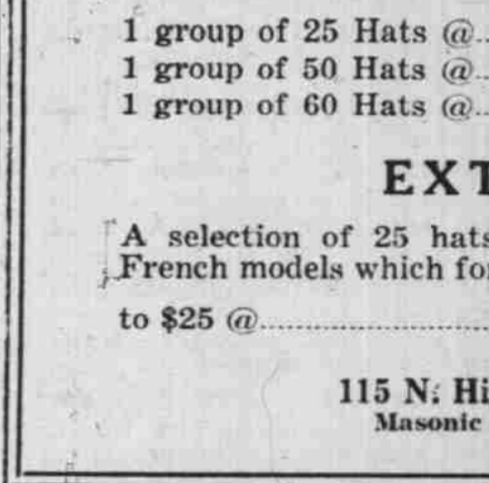 1 group of 25 Hats @..
1 group of 50 Hats @..
1 group of 60 Hats @..
EXT
A selection of 25 hats
French models which for
to $25 @..............................
115 N. Hi
Masonic